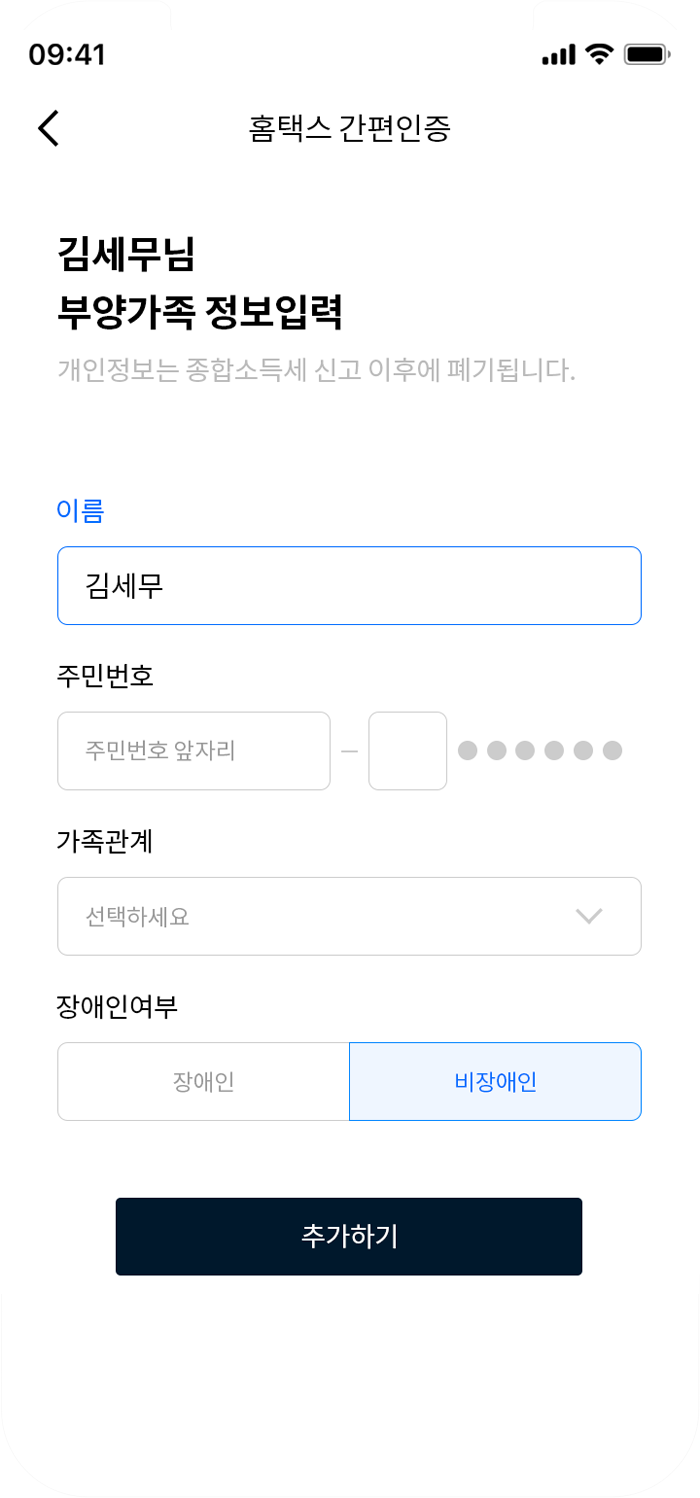 09:41
홈택스 간편인증
김세무님
부양가족 정보입력
개인정보는 종합소득세 신고 이후에 폐기됩니다.
이름
김세무
주민번호
주민번호 앞자리 –
가족관계
선택하세요
장애인여부
장애인 비장애인
추가하기